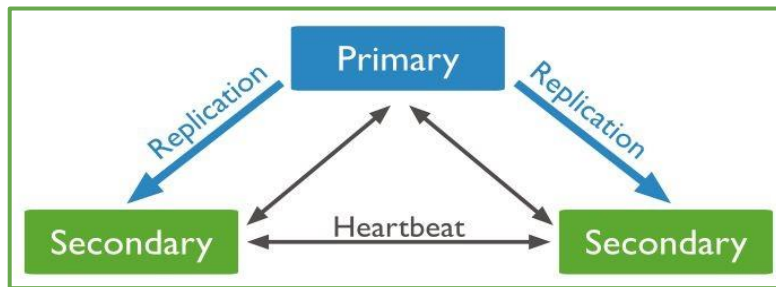 Primary
Replication
Replication
Heartbeat
Secondary
Secondary